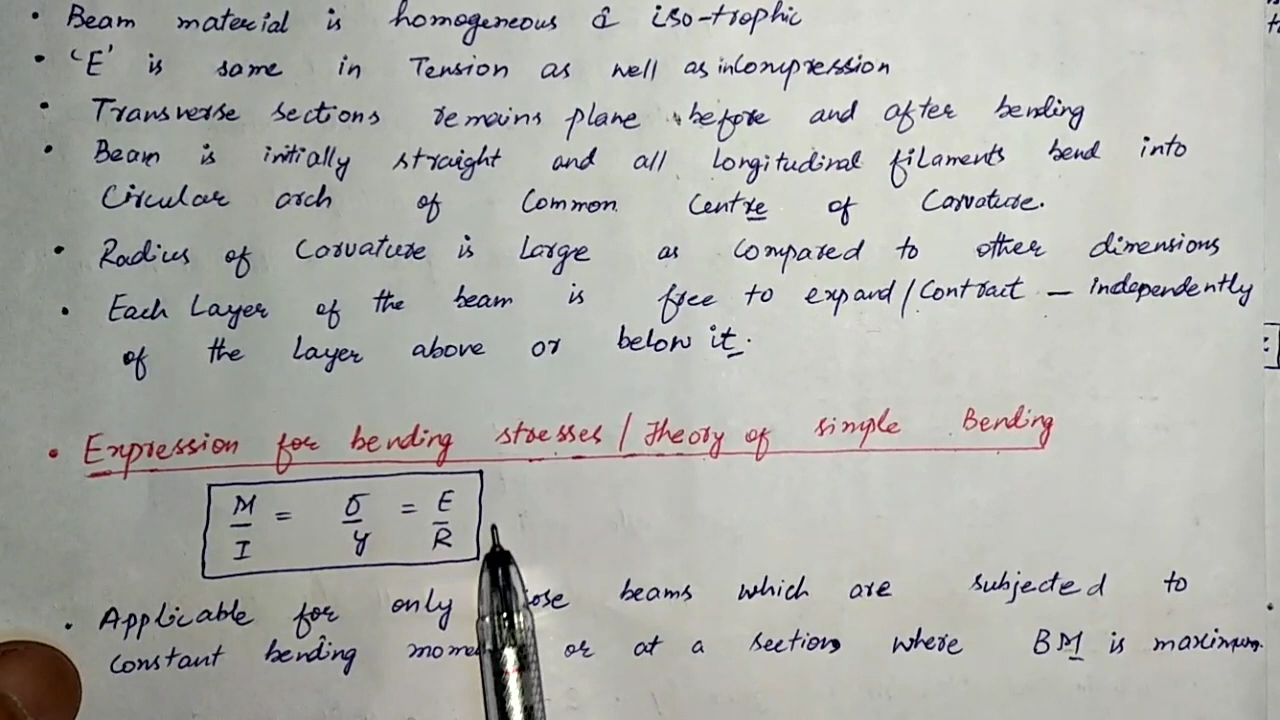 • Beam material is homogeneous & iso-trophic
• 'E' is same in Tension as well as in Compression
• Transverse sections remains plane before and after bending
• Beam is initially straight and all longitudinal filaments bend into
Circular arch of Common Centre of Carvature.
• Radius of Carvature is Large as compared to other dimensions
• Each Layer of the beam is free to expand/Contract – independently
of the layer above or below it.
• Expression for bending stresses / Theory of simple Bending
M/I = σ/y = E/R
• Applicable for only beams which are subjected to
constant bending or at a section where BM is maximum.